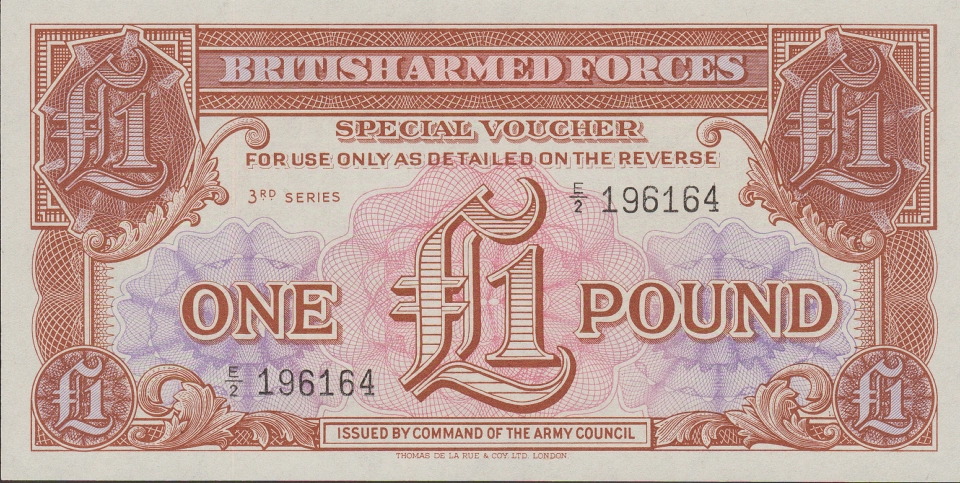 £1 BRITISH ARMED FORCES £1
SPECIAL VOUCHER
FOR USE ONLY AS DETAILED ON THE REVERSE
3RD SERIES
E/2 196164
ONE £1 POUND
E/2 196164
£1 £1
ISSUED BY COMMAND OF THE ARMY COUNCIL
THOMAS DE LA RUE & COY. LTD. LONDON